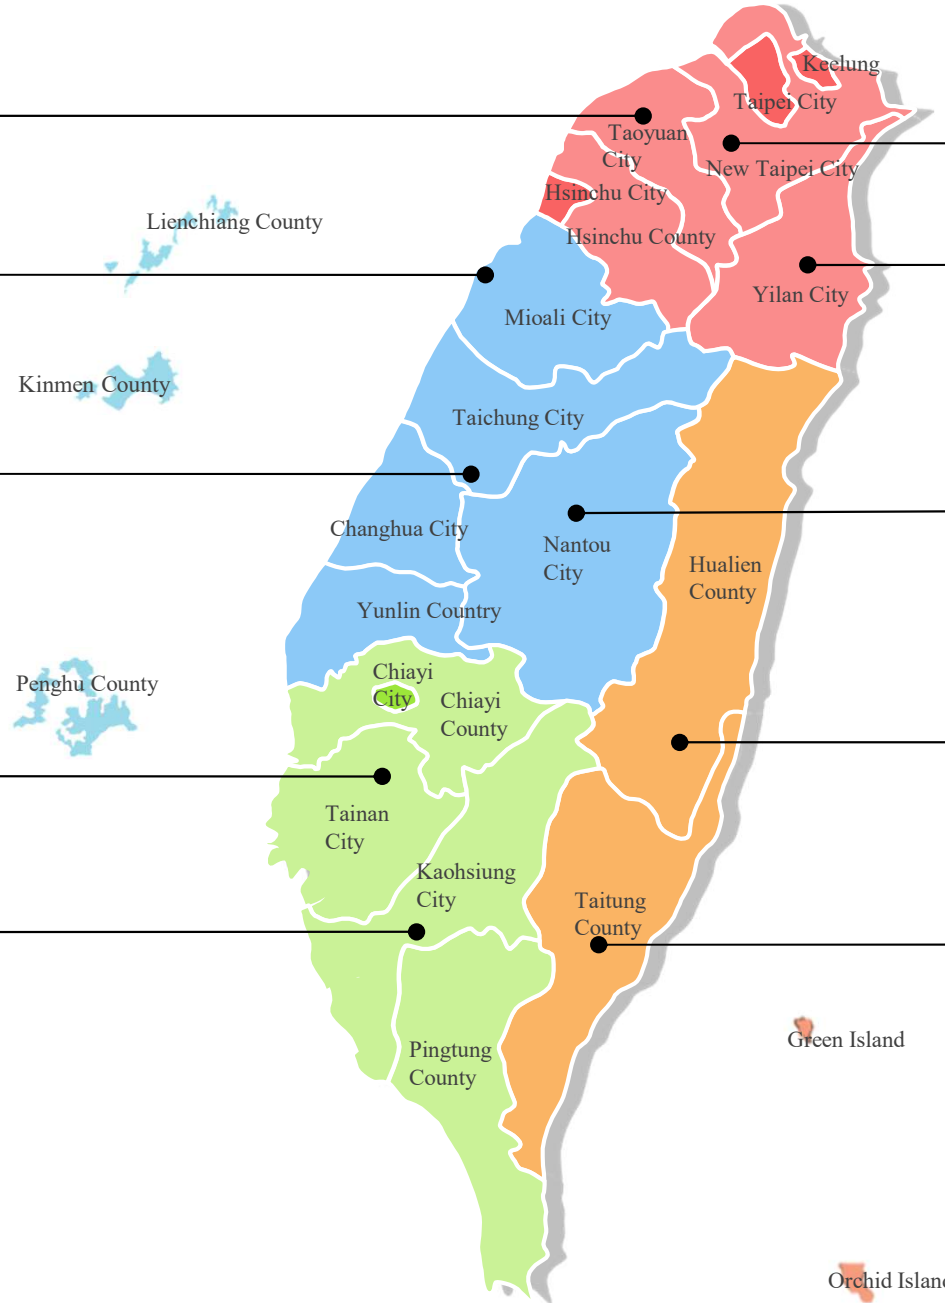 Keelung
Taipei City
Taoyuan
City
New Taipei City
Hsinchu City
Lienchiang County
Hsinchu County
Yilan City
Mioali City
Kinmen County
Taichung City
Changhua City
Nantou
City
Hualien
County
Yunlin Country
Chiayi
City
Penghu County
Chiayi
County
Tainan
City
Kaohsiung
City
Taitung
County
Green Island
Pingtung
County
Orchid Island